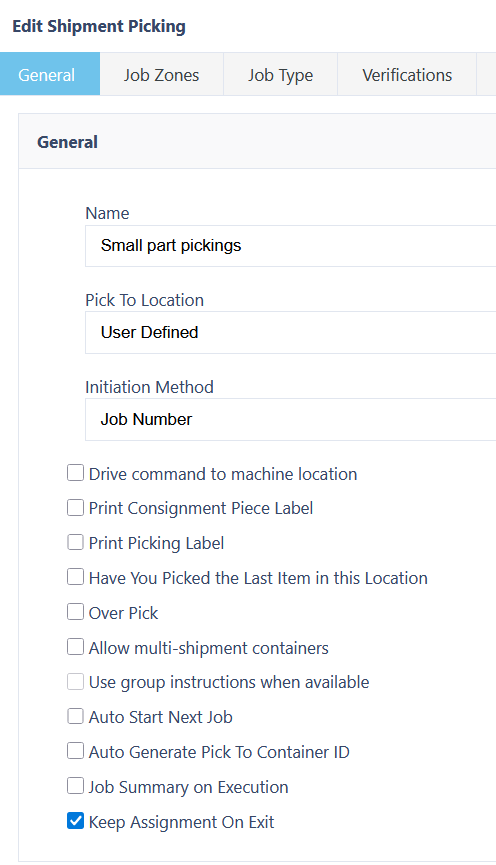 Edit Shipment Picking
General Job Zones Job Type Verifications
General
Name
Small part pickings
Pick To Location
User Defined
Initiation Method
Job Number
Drive command to machine location
Print Consignment Piece Label
Print Picking Label
Have You Picked the Last Item in this Location
Over Pick
Allow multi-shipment containers
Use group instructions when available
Auto Start Next Job
Auto Generate Pick To Container ID
Job Summary on Execution
Keep Assignment On Exit